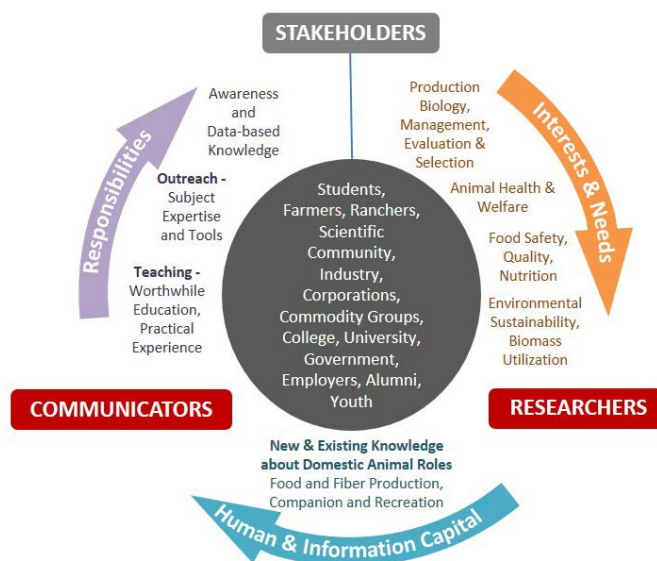 STAKEHOLDERS
Awareness
and
Data-based
Knowledge
Outreach -
Subject
Expertise
and Tools
Teaching -
Worthwhile
Education,
Practical
Experience
Responsibilities
Students,
Farmers, Ranchers,
Scientific
Community,
Industry,
Corporations,
Commodity Groups,
College, University,
Government,
Employers, Alumni,
Youth
Production
Biology,
Management,
Evaluation &
Selection
Animal Health &
Welfare
Food Safety,
Quality,
Nutrition
Environmental
Sustainability,
Biomass
Utilization
Interests & Needs
COMMUNICATORS
RESEARCHERS
New & Existing Knowledge
about Domestic Animal Roles
Food and Fiber Production,
Companion and Recreation
Human & Information Capital